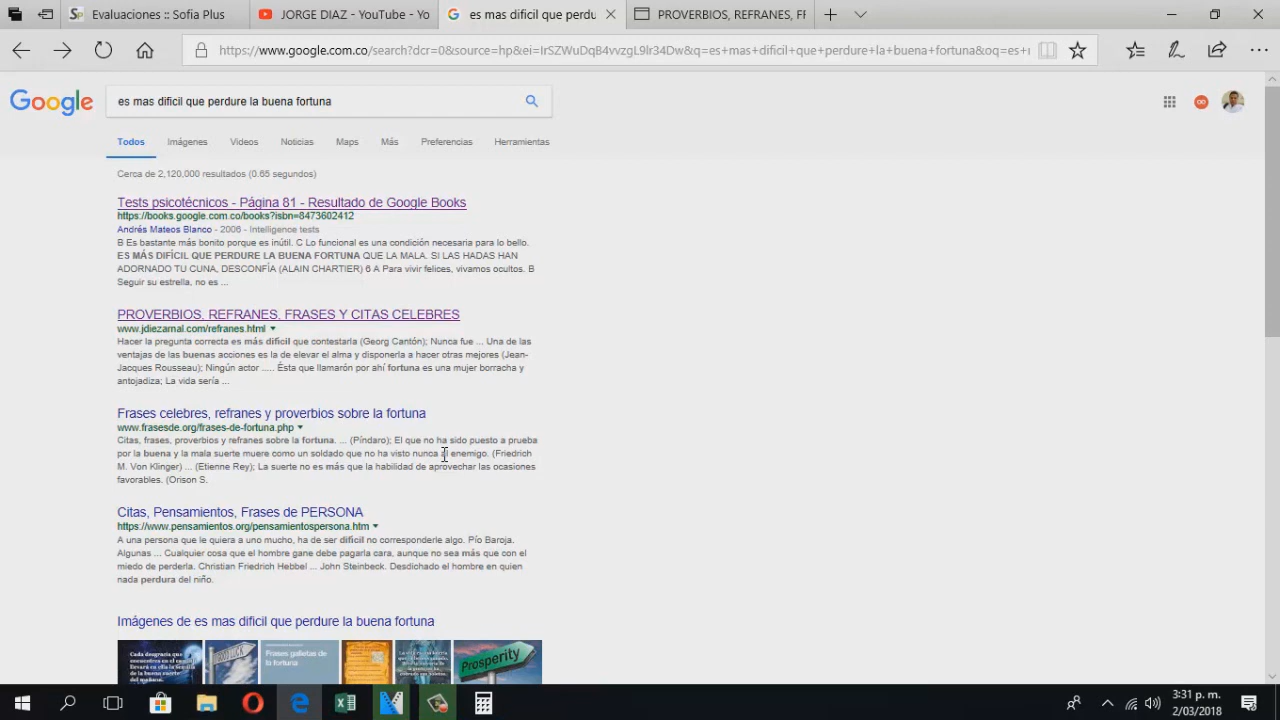 Evaluaciones :: Sofia Plus
JORGE DIAZ - YouTube - Yo
es mas dificil que perdu
PROVERBIOS, REFRANES, FF
https://www.google.com.co/search?dcr=0&source=hp&ei=IrSZWuDqB4vvzgL9lr34Dw&q=es+mas+dificil+que+perdure+la+buena+fortuna&oq=es+
Google
es mas dificil que perdure la buena fortuna
Todos
Imágenes
Vídeos
Noticias
Maps
Más
Preferencias
Herramientas
Cerca de 2,120,000 resultados (0.65 segundos)
Tests psicotécnicos - Página 81 - Resultado de Google Books
https://books.google.com.co/books?isbn=8473602412
Andrés Mateos Blanco - 2006 - Intelligence tests
B Es bastante más bonito porque es inútil. C Lo funcional es una condición necesaria para lo bello.
ES MÁS DIFÍCIL QUE PERDURE LA BUENA FORTUNA QUE LA MALA. SI LAS HADAS HAN
ADORNADO TU CUNA, DESCONFÍA (ALAIN CHARTIER) 6 A Para vivir felices, vivamos ocultos. B
Seguir su estrella, no es ...
PROVERBIOS, REFRANES, FRASES Y CITAS CELEBRES
www.jdiezarnal.com/refranes.html
Hacer la pregunta correcta es más difícil que contestarla (Georg Cantón); Nunca fue ... Una de las
ventajas de las buenas acciones es la de elevar el alma y disponerla a hacer otras mejores (Jean-
Jacques Rousseau); Ningún actor ..... Ésta que llamarón por ahí fortuna es una mujer borracha y
antojadiza; La vida sería ...
Frases celebres, refranes y proverbios sobre la fortuna
www.frasesde.org/frases-de-fortuna.php
Citas, frases, proverbios y refranes sobre la fortuna. ... (Píndaro); El que no ha sido puesto a prueba
por la buena y la mala suerte muere como un soldado que no ha visto nunca al enemigo. (Friedrich
M. Von Klinger) ... (Etienne Rey); La suerte no es más que la habilidad de aprovechar las ocasiones
favorables. (Orison S.
Citas, Pensamientos, Frases de PERSONA
https://www.pensamientos.org/pensamientospersona.htm
A una persona que le quiera a uno mucho, ha de ser difícil no corresponderle algo. Pío Baroja.
Algunas ... Cualquier cosa que el hombre gane debe pagarla cara, aunque no sea más que con el
miedo de perderla. Christian Friedrich Hebbel ... John Steinbeck. Desdichado el hombre en quien
nada perdura del niño.
Imágenes de es mas dificil que perdure la buena fortuna
Cada desgracia que
Frases galletas de
la fortuna
Prosperity
3:31 p. m.
2/03/2018